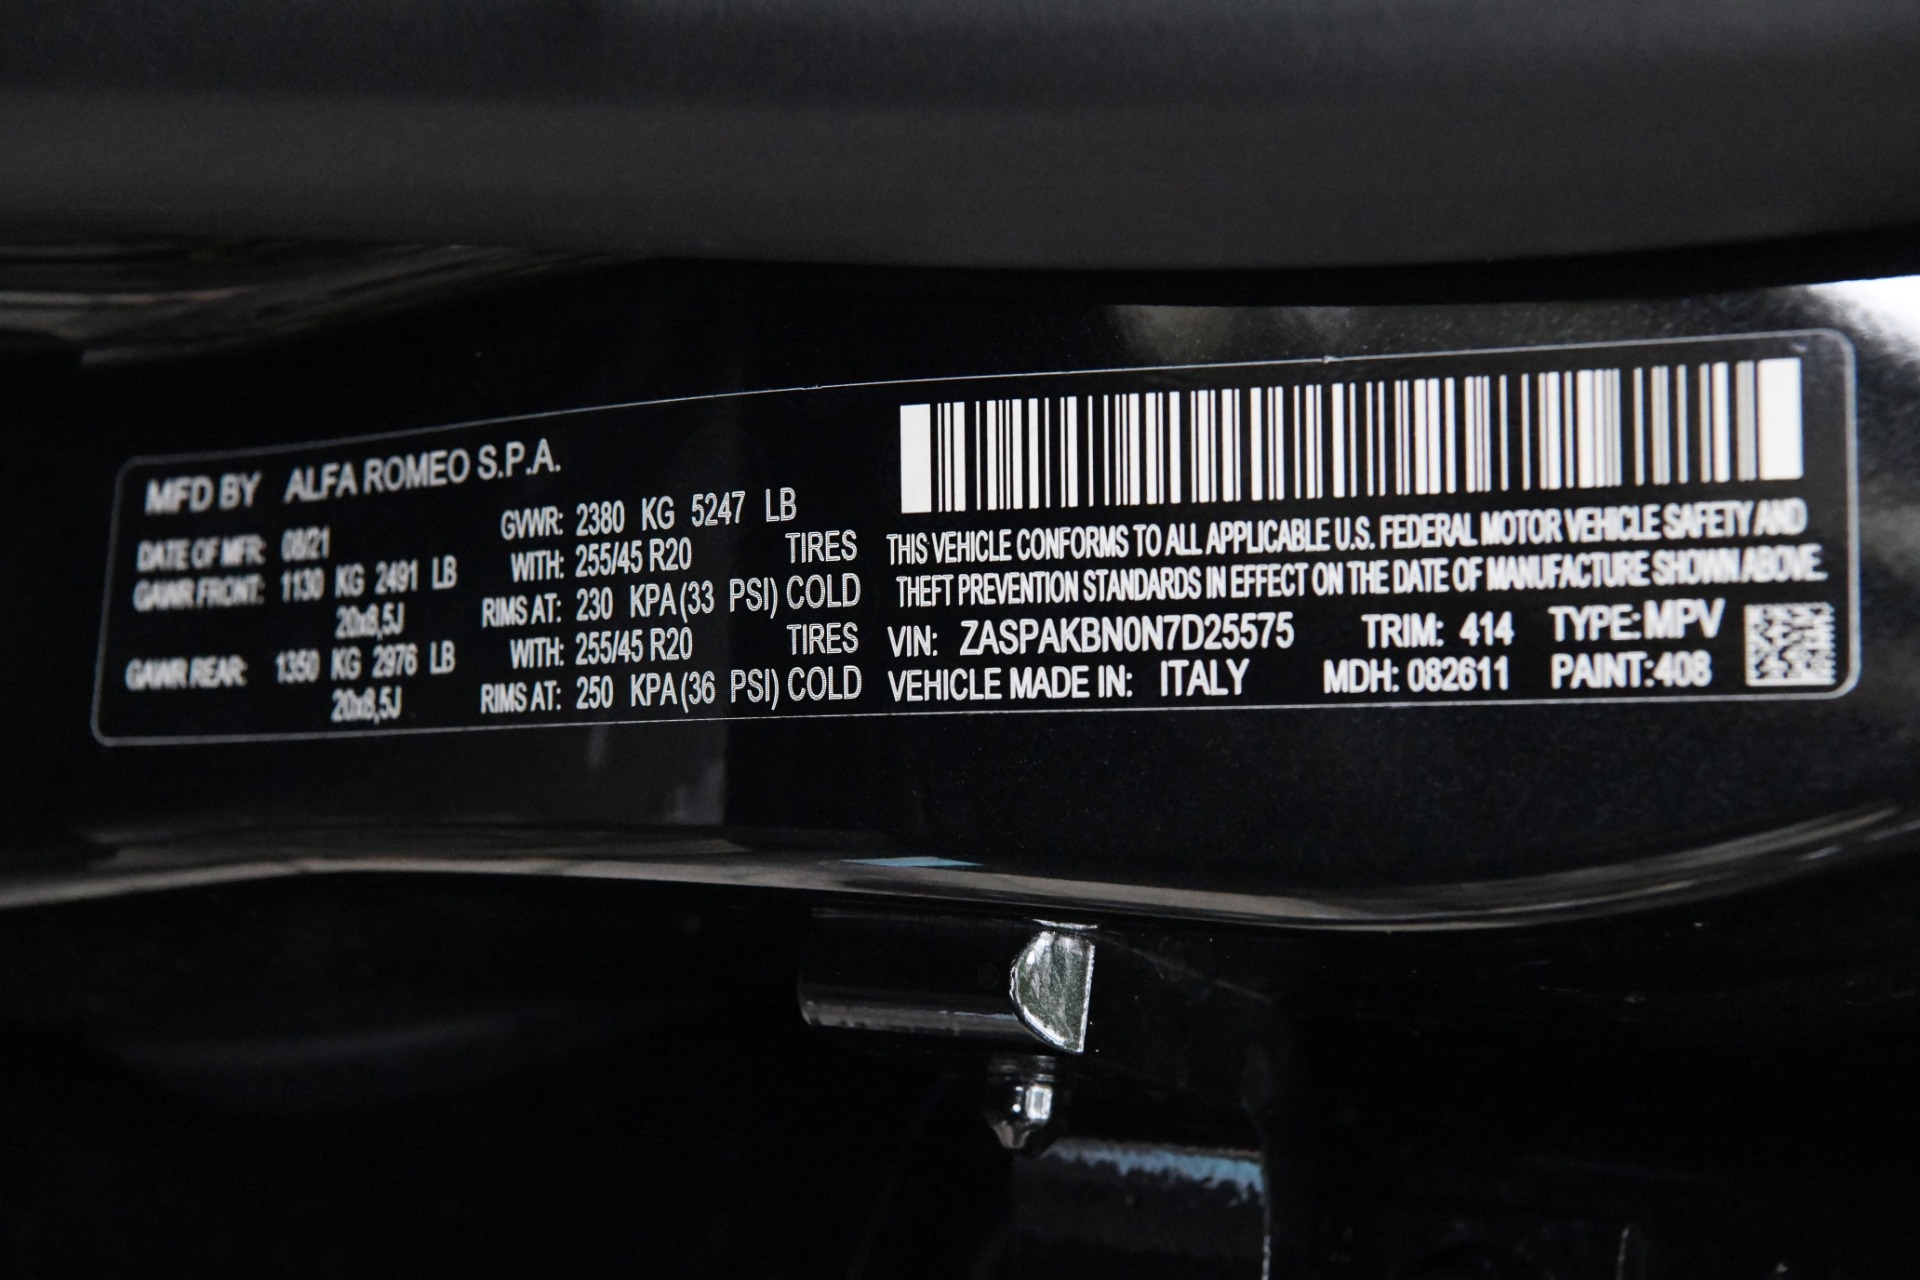 MFD BY ALFA ROMEO S.P.A.
DATE OF MFR: 08/21 GVWR: 2380 KG 5247 LB
GAWR FRONT: 1130 KG 2491 LB WITH: 255/45 R20 TIRES
20x8,5J RIMS AT: 230 KPA(33 PSI) COLD
GAWR REAR: 1350 KG 2976 LB WITH: 255/45 R20 TIRES
20x8,5J RIMS AT: 250 KPA(36 PSI) COLD
THIS VEHICLE CONFORMS TO ALL APPLICABLE U.S. FEDERAL MOTOR VEHICLE SAFETY AND
THEFT PREVENTION STANDARDS IN EFFECT ON THE DATE OF MANUFACTURE SHOWN ABOVE.
VIN: ZASPAKBN0N7D25575 TRIM: 414 TYPE: MPV
VEHICLE MADE IN: ITALY MDH: 082611 PAINT:408